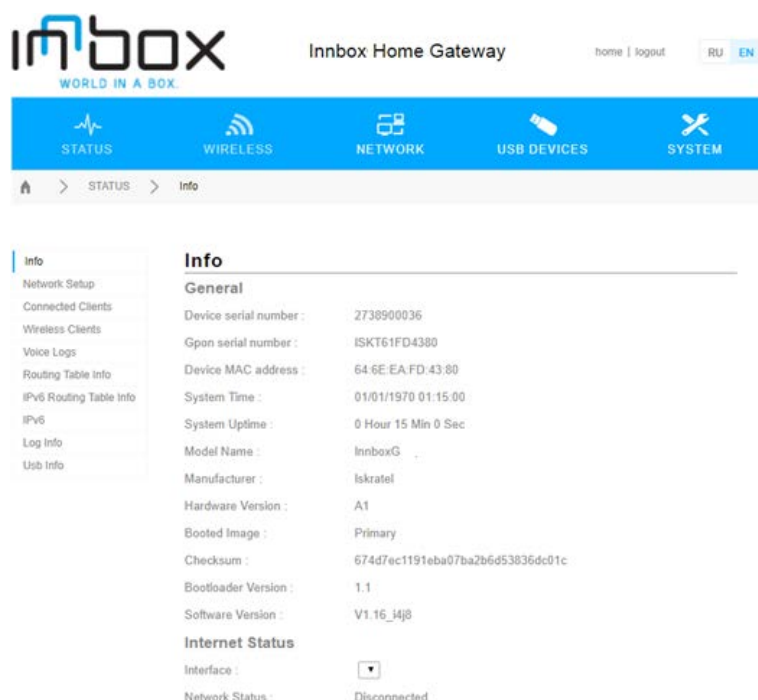 innbox
WORLD IN A BOX.
Innbox Home Gateway
home | logout
RU EN
STATUS WIRELESS NETWORK USB DEVICES SYSTEM
> STATUS > Info
Info
Network Setup
Connected Clients
Wireless Clients
Voice Logs
Routing Table Info
IPv6 Routing Table Info
IPv6
Log Info
Usb Info
Info
General
Device serial number : 2738900036
Gpon serial number : ISKT61FD4380
Device MAC address : 64:6E:EA:FD:43:80
System Time : 01/01/1970 01:15:00
System Uptime : 0 Hour 15 Min 0 Sec
Model Name : InnboxG
Manufacturer : Iskratel
Hardware Version : A1
Booted Image : Primary
Checksum : 674d7ec1191eba07ba2b6d53836dc01c
Bootloader Version : 1.1
Software Version : V1.16_i4j8
Internet Status
Interface :
Network Status : Disconnected